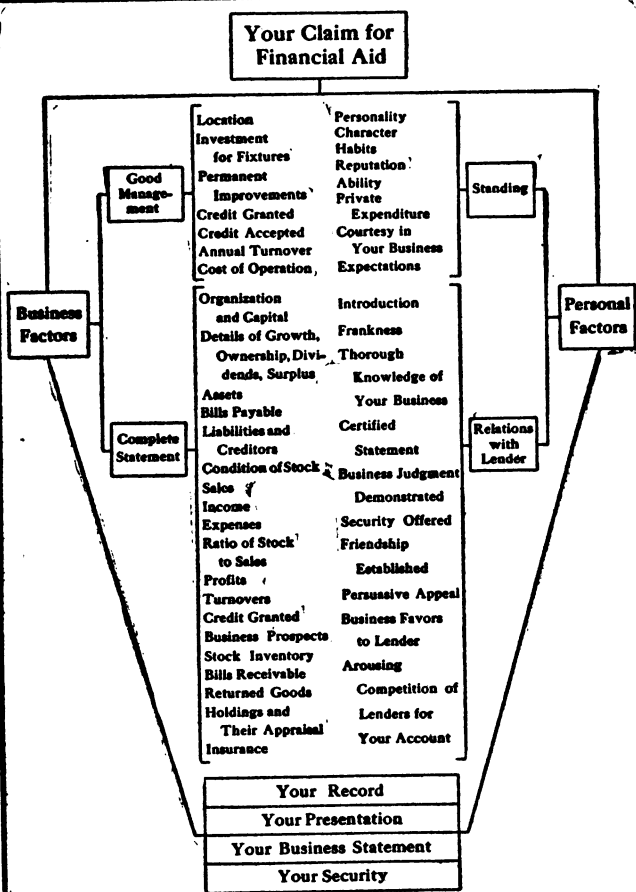 Your Claim for
Financial Aid
Business
Factors
Good
Manage-
ment
Location
Investment
for Fixtures
Permanent
Improvements
Credit Granted
Credit Accepted
Annual Turnover
Cost of Operation,
Personality
Character
Habits
Reputation
Ability
Private
Expenditure
Courtesy in
Your Business
Expectations
Standing
Personal
Factors
Complete
Statement
Organization
and Capital
Details of Growth,
Ownership, Divi-
dends, Surplus
Assets
Bills Payable
Liabilities and
Creditors
Condition of Stock
Sales
Income
Expenses
Ratio of Stock
to Sales
Profits
Turnovers
Credit Granted
Business Prospects
Stock Inventory
Bills Receivable
Returned Goods
Holdings and
Their Appraisal
Insurance
Introduction
Frankness
Thorough
Knowledge of
Your Business
Certified
Statement
Business Judgment
Demonstrated
Security Offered
Friendship
Established
Persuasive Appeal
Business Favors
to Lender
Arousing
Competition of
Lenders for
Your Account
Relations
with
Lender
Your Record
Your Presentation
Your Business Statement
Your Security